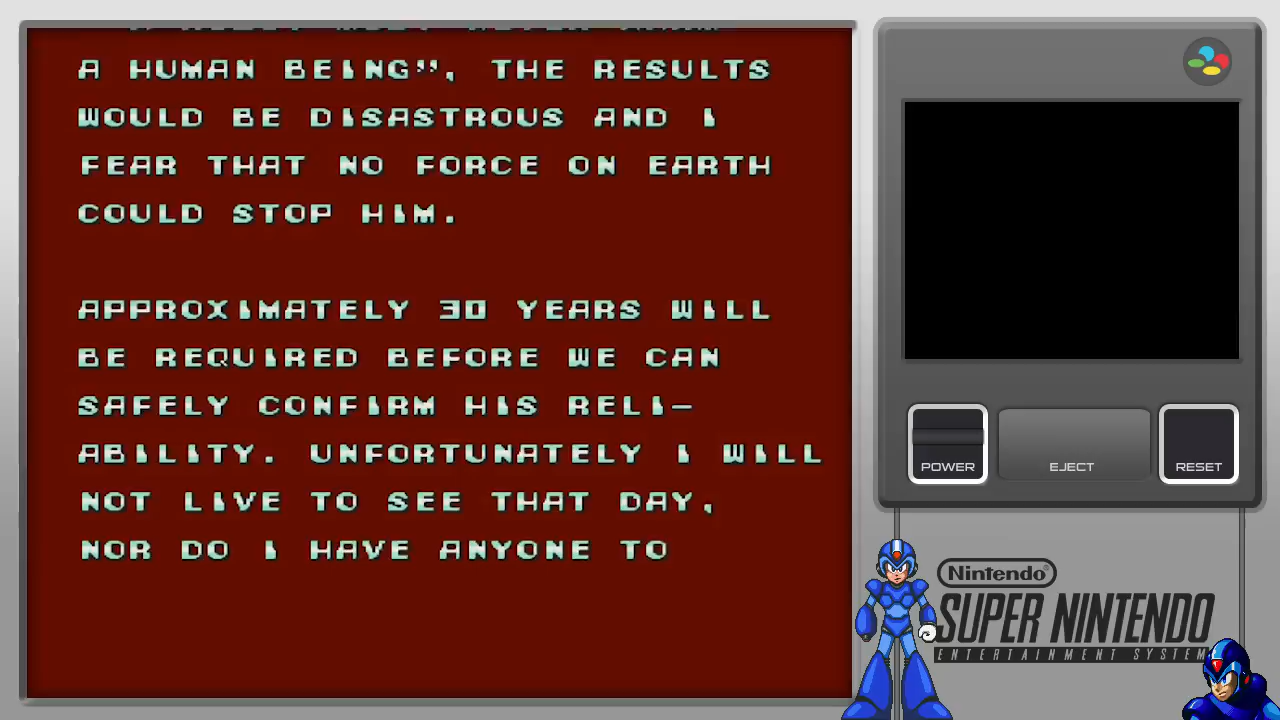 A HUMAN BEING", THE RESULTS
WOULD BE DISASTROUS AND I
FEAR THAT NO FORCE ON EARTH
COULD STOP HIM.
APPROXIMATELY 30 YEARS WILL
BE REQUIRED BEFORE WE CAN
SAFELY CONFIRM HIS RELI-
ABILITY. UNFORTUNATELY I WILL
NOT LIVE TO SEE THAT DAY,
NOR DO I HAVE ANYONE TO
POWER
EJECT
RESET
Nintendo®
SUPER NINTENDO
ENTERTAINMENT SYSTEM